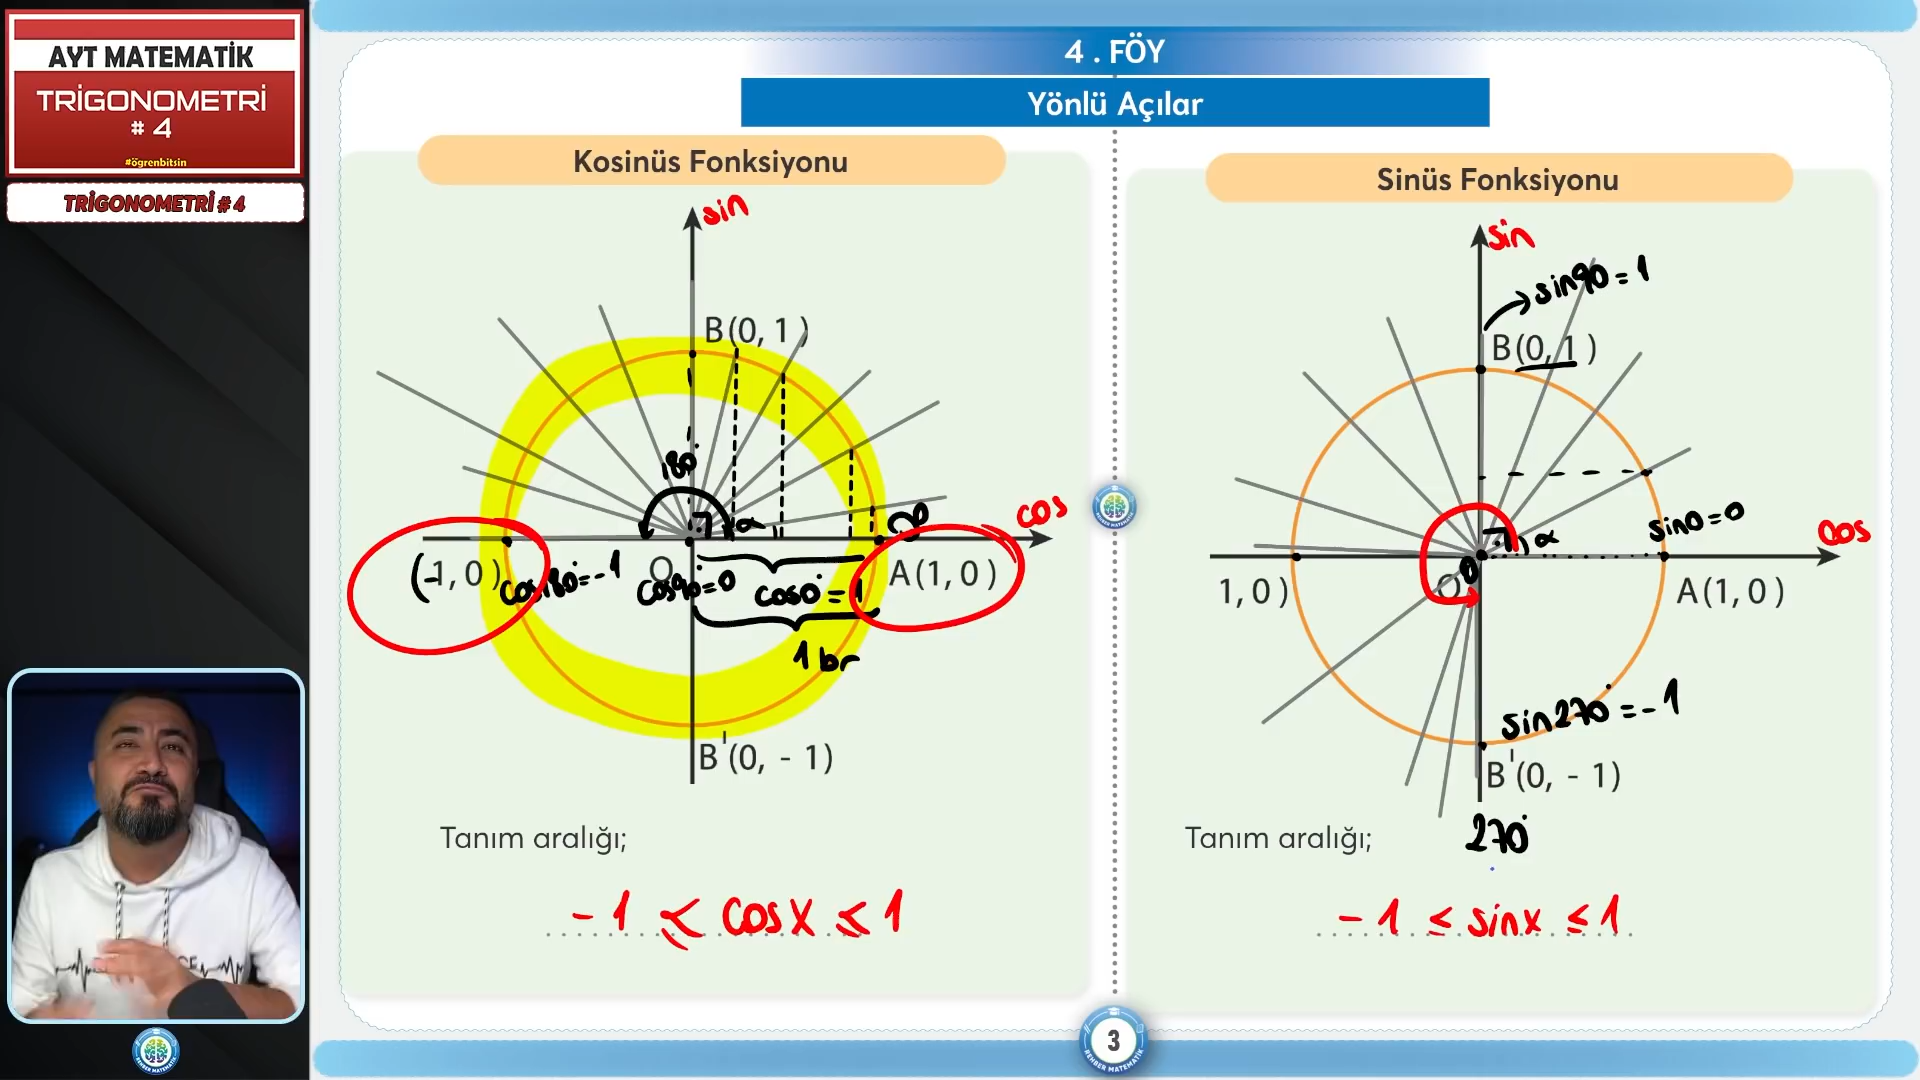 AYT MATEMATİK
TRİGONOMETRİ
# 4
#ögrenbitsin
TRİGONOMETRİ # 4
4 . FÖY
Yönlü Açılar
Kosinüs Fonksiyonu
sin
B(0, 1 )
180°
α
cos
(-1, 0 )
cos180°=-1
O
cos90=0
cos0°=1
A(1, 0 )
1 br
B'(0, - 1)
Tanım aralığı;
-1 ≤ cosx ≤ 1
Sinüs Fonksiyonu
sin
sin90=1
B(0, 1 )
α
sin0=0
cos
1, 0 )
O
0
A(1, 0 )
sin270°=-1
B'(0, - 1)
270°
Tanım aralığı;
-1 ≤ sinx ≤ 1
3
REHBER MATEMATİK